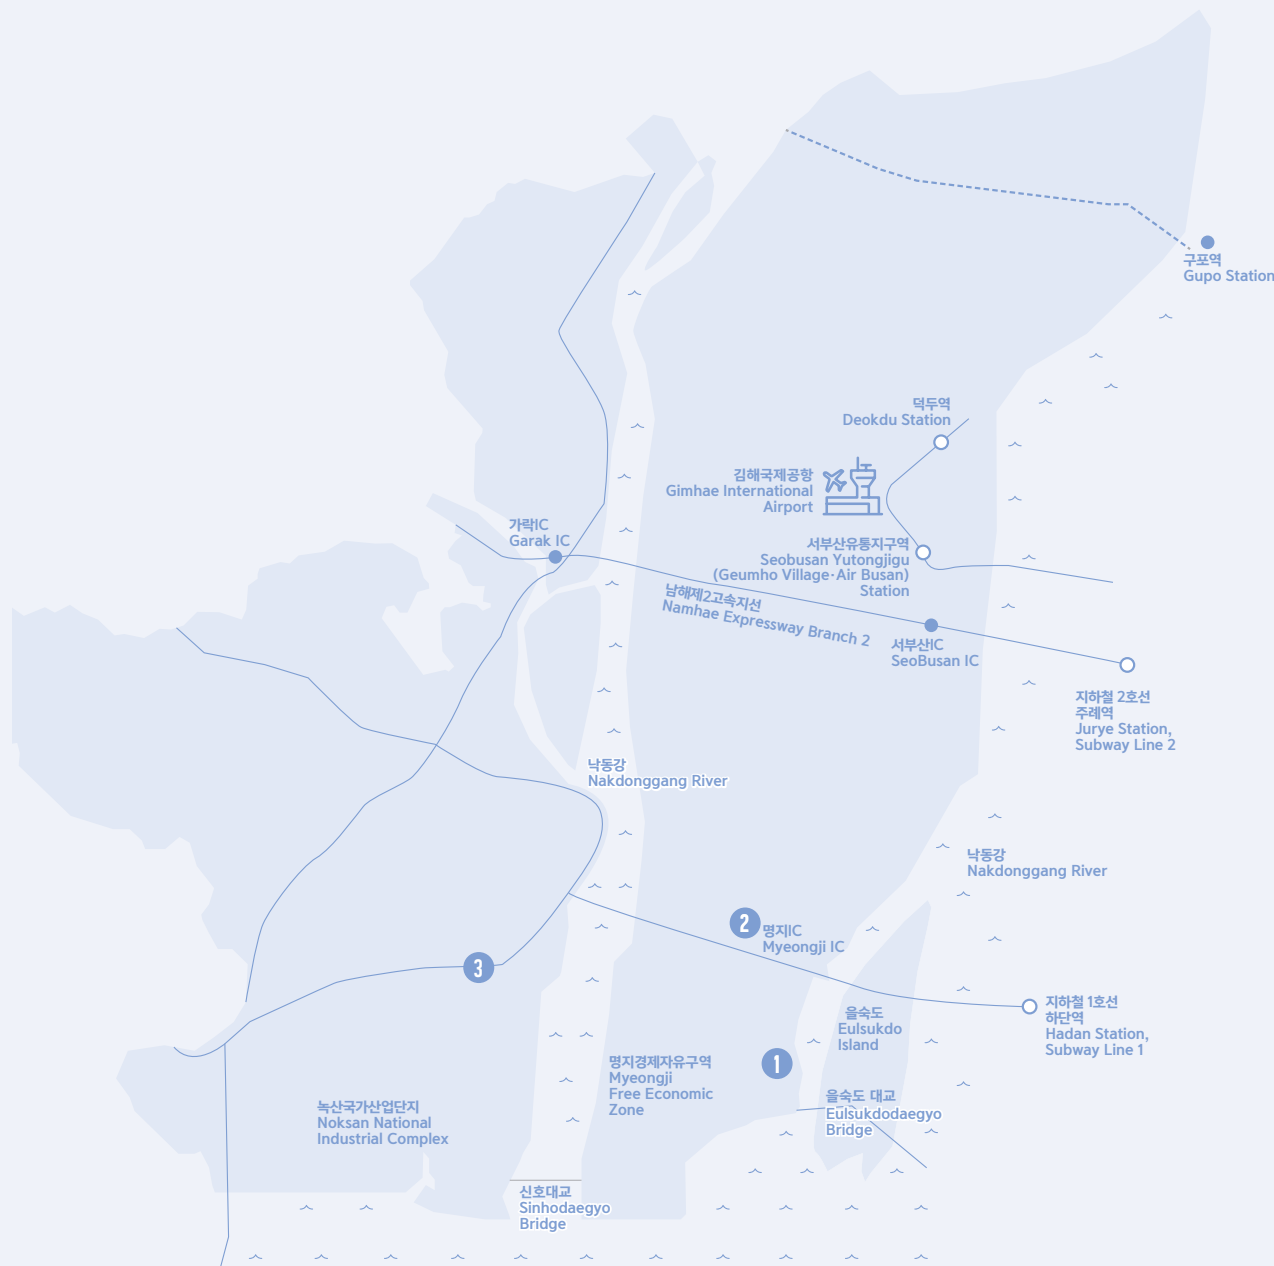 구포역
Gupo Station
덕두역
Deokdu Station
김해국제공항
Gimhae International
Airport
가락IC
Garak IC
서부산유통지구역
Seobusan Yutongjigu
(Geumho Village·Air Busan)
Station
남해제2고속지선
Namhae Expressway Branch 2
서부산IC
SeoBusan IC
지하철 2호선
주례역
Jurye Station,
Subway Line 2
낙동강
Nakdonggang River
낙동강
Nakdonggang River
2
명지IC
Myeongji IC
3
지하철 1호선
하단역
Hadan Station,
Subway Line 1
을숙도
Eulsukdo
Island
1
명지경제자유구역
Myeongji
Free Economic
Zone
을숙도 대교
Eulsukdodaegyo
Bridge
녹산국가산업단지
Noksan National
Industrial Complex
신호대교
Sinhodaegyo
Bridge